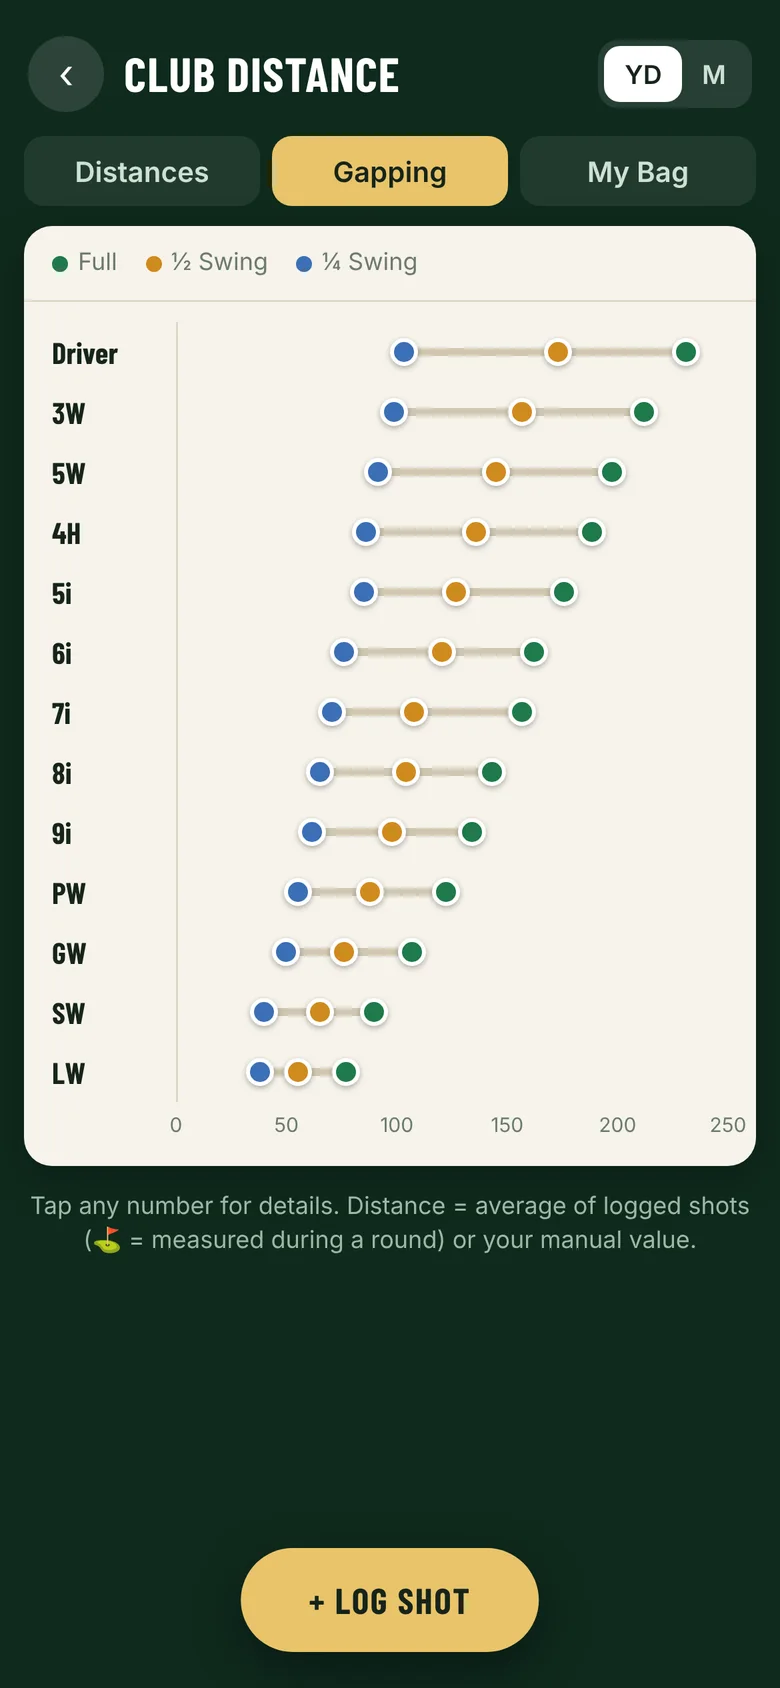 ‹ CLUB DISTANCE YD M
Distances Gapping My Bag
Full ½ Swing ¼ Swing
Driver
3W
5W
4H
5i
6i
7i
8i
9i
PW
GW
SW
LW
0 50 100 150 200 250
Tap any number for details. Distance = average of logged shots
(⛳ = measured during a round) or your manual value.
+ LOG SHOT